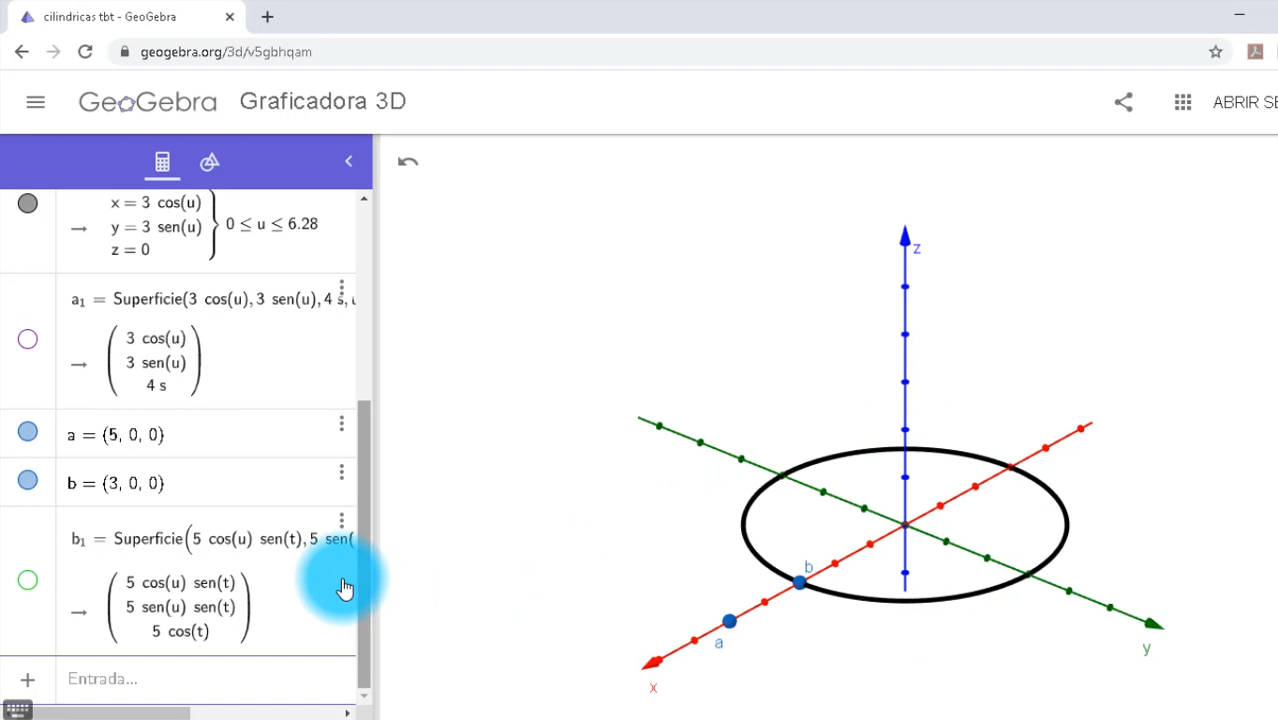 cilindricas tbt - GeoGebra
geogebra.org/3d/v5gbhqam
GeoGebra Graficadora 3D
ABRIR SE
x = 3 cos(u)
→ y = 3 sen(u) } 0 ≤ u ≤ 6.28
z = 0
a₁ = Superficie(3 cos(u), 3 sen(u), 4 s, u
3 cos(u)
→ 3 sen(u)
4 s
a = (5, 0, 0)
b = (3, 0, 0)
b₁ = Superficie(5 cos(u) sen(t), 5 sen(
5 cos(u) sen(t)
→ 5 sen(u) sen(t)
5 cos(t)
Entrada...
z
b
a
y
x